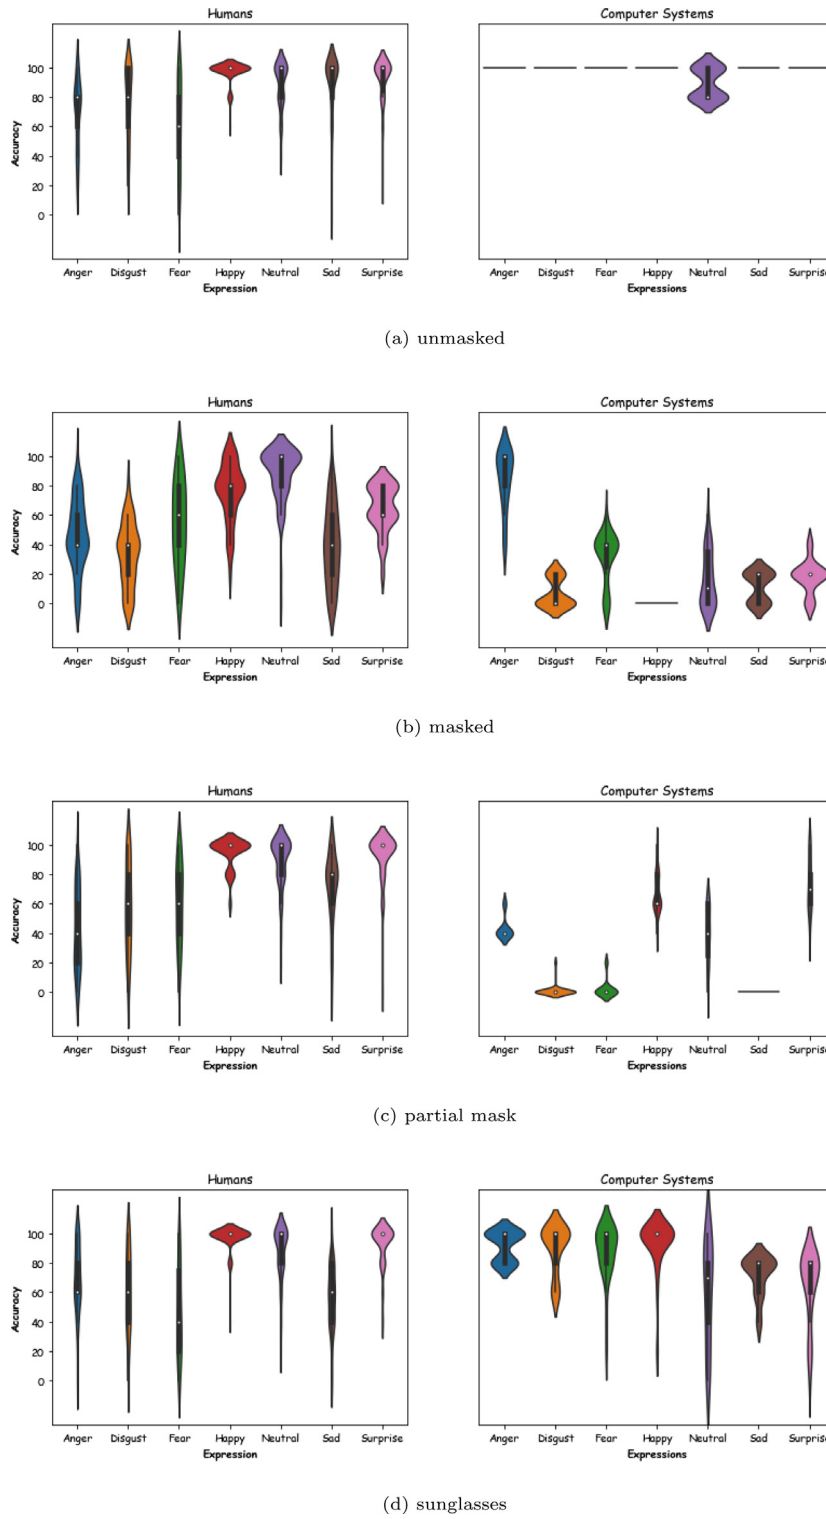 Humans
Computer Systems
Accuracy
100
80
60
40
20
0
Anger Disgust Fear Happy Neutral Sad Surprise
Expression
Anger Disgust Fear Happy Neutral Sad Surprise
Expressions
(a) unmasked
Humans
Computer Systems
Accuracy
100
80
60
40
20
0
Anger Disgust Fear Happy Neutral Sad Surprise
Expression
Anger Disgust Fear Happy Neutral Sad Surprise
Expressions
(b) masked
Humans
Computer Systems
Accuracy
100
80
60
40
20
0
Anger Disgust Fear Happy Neutral Sad Surprise
Expression
Anger Disgust Fear Happy Neutral Sad Surprise
Expressions
(c) partial mask
Humans
Computer Systems
Accuracy
100
80
60
40
20
0
Anger Disgust Fear Happy Neutral Sad Surprise
Expression
Anger Disgust Fear Happy Neutral Sad Surprise
Expressions
(d) sunglasses